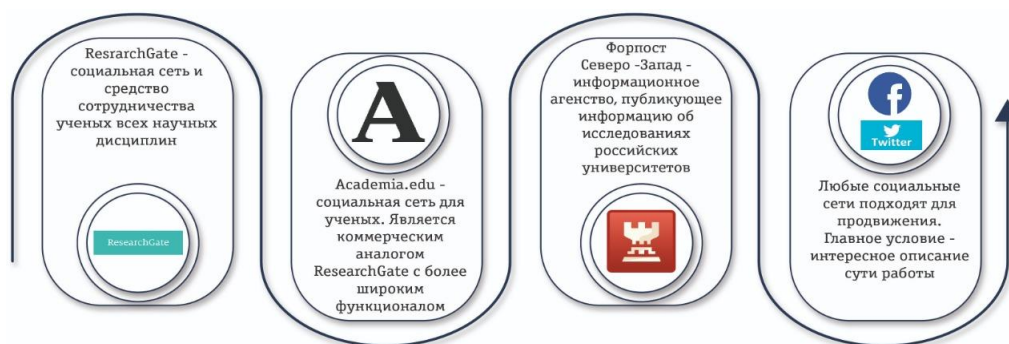 ResrarchGate -
социальная сеть и
средство
сотрудничества
ученых всех научных
дисциплин
ResearchGate
A
Academia.edu -
социальная сеть для
ученых. Является
коммерческим
аналогом
ResearchGate с более
широким
функционалом
Форпост
Северо -Запад -
информационное
агенство, публикующее
информацию об
исследованиях
российских
университетов
f
Twitter
Любые социальные
сети подходят для
продвижения.
Главное условие -
интересное описание
сути работы